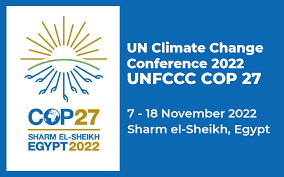 COP27
SHARM EL-SHEIKH
EGYPT 2022
UN Climate Change
Conference 2022
UNFCCC COP 27
7 - 18 November 2022
Sharm el-Sheikh, Egypt